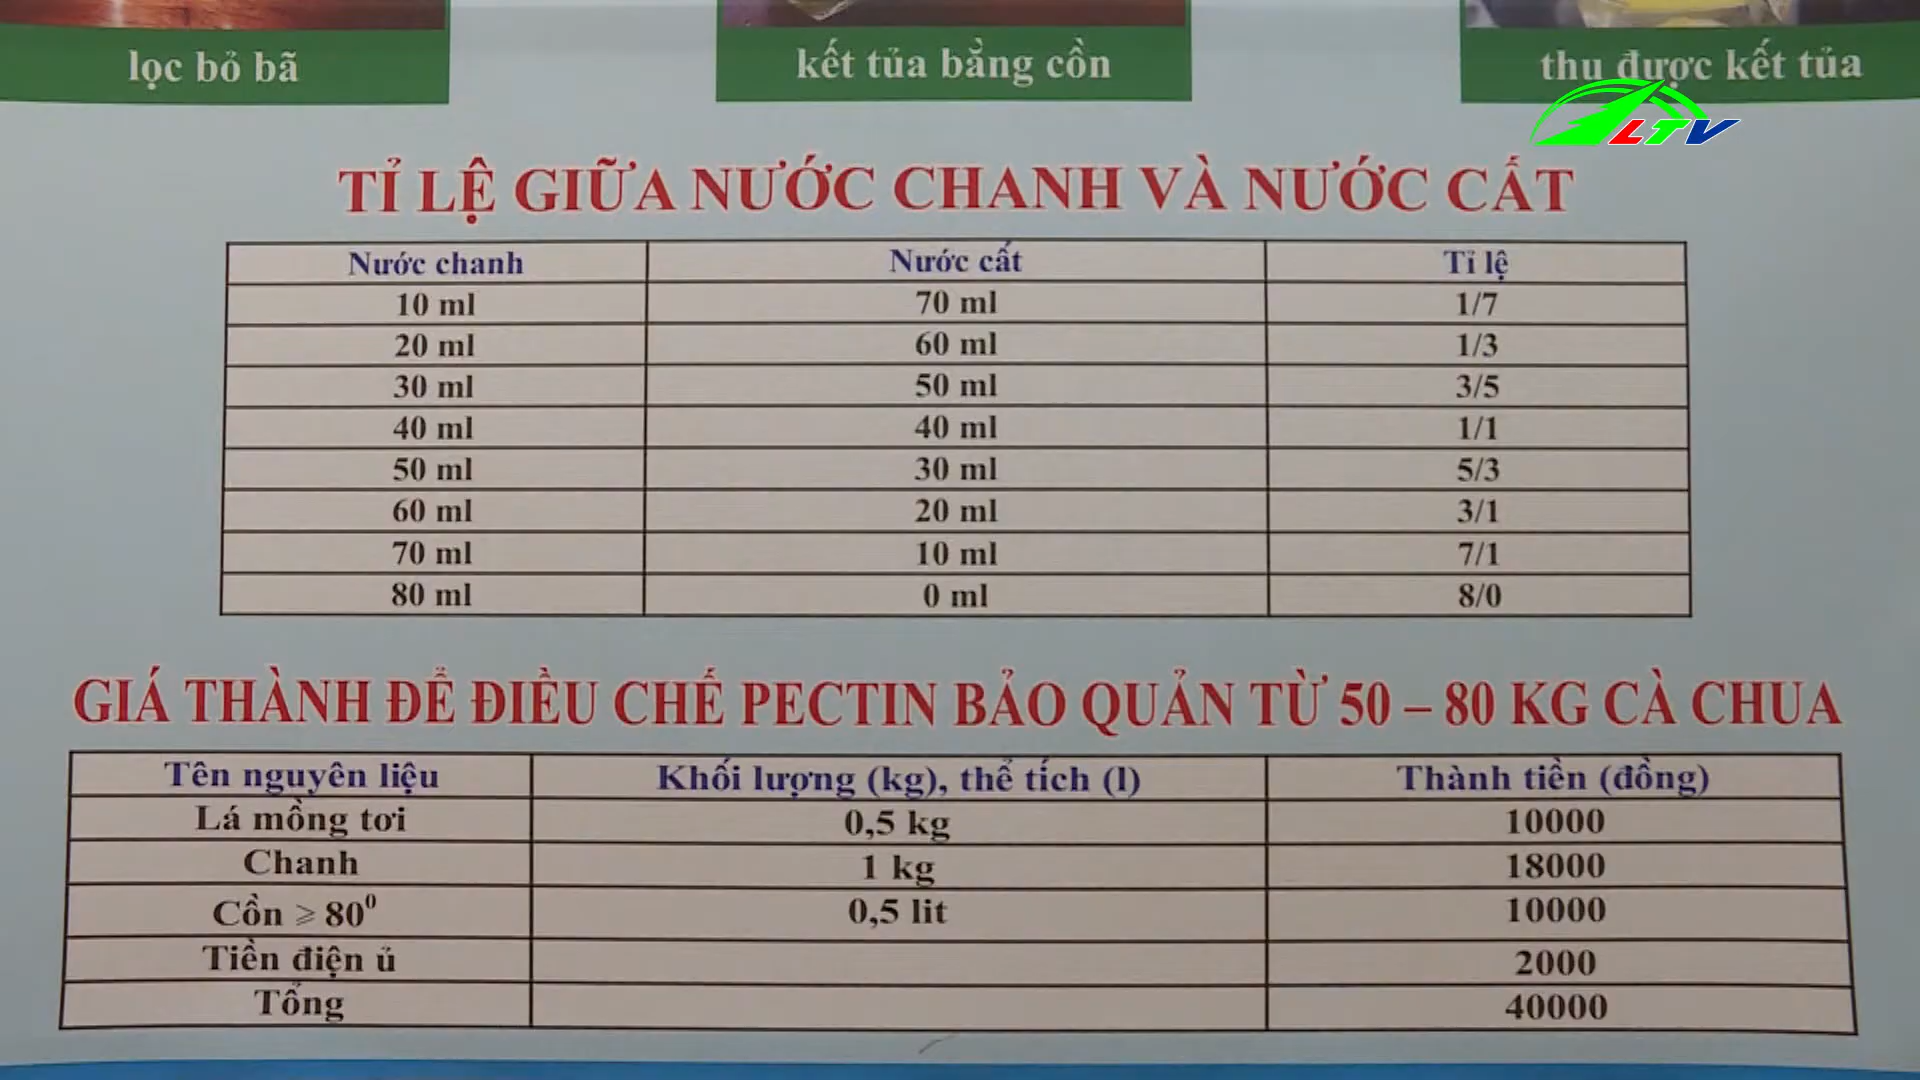 lọc bỏ bã
kết tủa bằng cồn
thu được kết tủa
LTV
TỈ LỆ GIỮA NƯỚC CHANH VÀ NƯỚC CẤT
Nước chanh Nước cất Tỉ lệ
10 ml 70 ml 1/7
20 ml 60 ml 1/3
30 ml 50 ml 3/5
40 ml 40 ml 1/1
50 ml 30 ml 5/3
60 ml 20 ml 3/1
70 ml 10 ml 7/1
80 ml 0 ml 8/0
GIÁ THÀNH ĐỂ ĐIỀU CHẾ PECTIN BẢO QUẢN TỪ 50 – 80 KG CÀ CHUA
Tên nguyên liệu Khối lượng (kg), thể tích (l) Thành tiền (đồng)
Lá mồng tơi 0,5 kg 10000
Chanh 1 kg 18000
Cồn ⩾ 80⁰ 0,5 lit 10000
Tiền điện ủ 2000
Tổng 40000